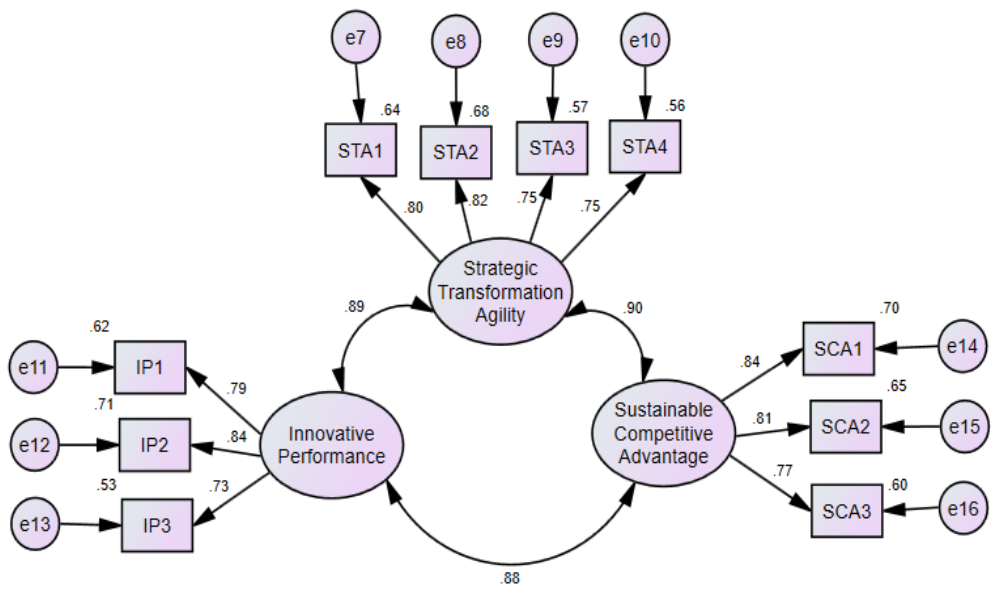 e7
e8
e9
e10
.64
.68
.57
.56
STA1
STA2
STA3
STA4
.80
.82
.75
.75
Strategic
Transformation
Agility
.89
.90
.62
e11
IP1
.79
.71
e12
IP2
.84
.53
e13
IP3
.73
Innovative
Performance
Sustainable
Competitive
Advantage
.70
.84
SCA1
e14
.65
.81
SCA2
e15
.77
.60
SCA3
e16
.88